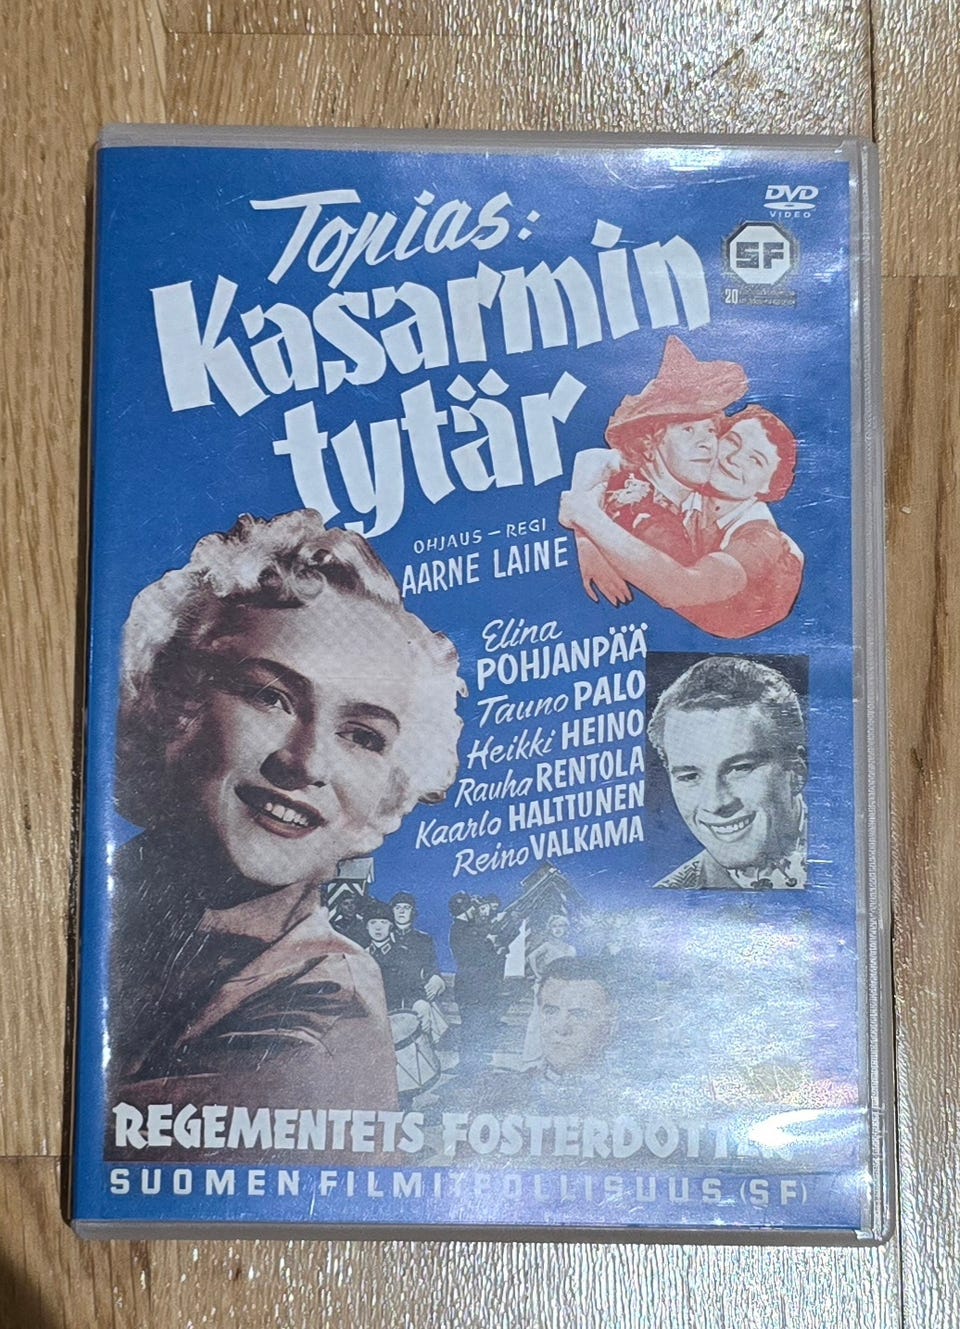 Topias:
Kasarmin
tytär
DVD
VIDEO
SF
20
OHJAUS – REGI
AARNE LAINE
Elina
POHJANPÄÄ
Tauno PALO
Heikki HEINO
Rauha RENTOLA
Kaarlo HALTTUNEN
Reino VALKAMA
REGEMENTETS FOSTERDOTTER
SUOMEN FILMITEOLLISUUS (SF)